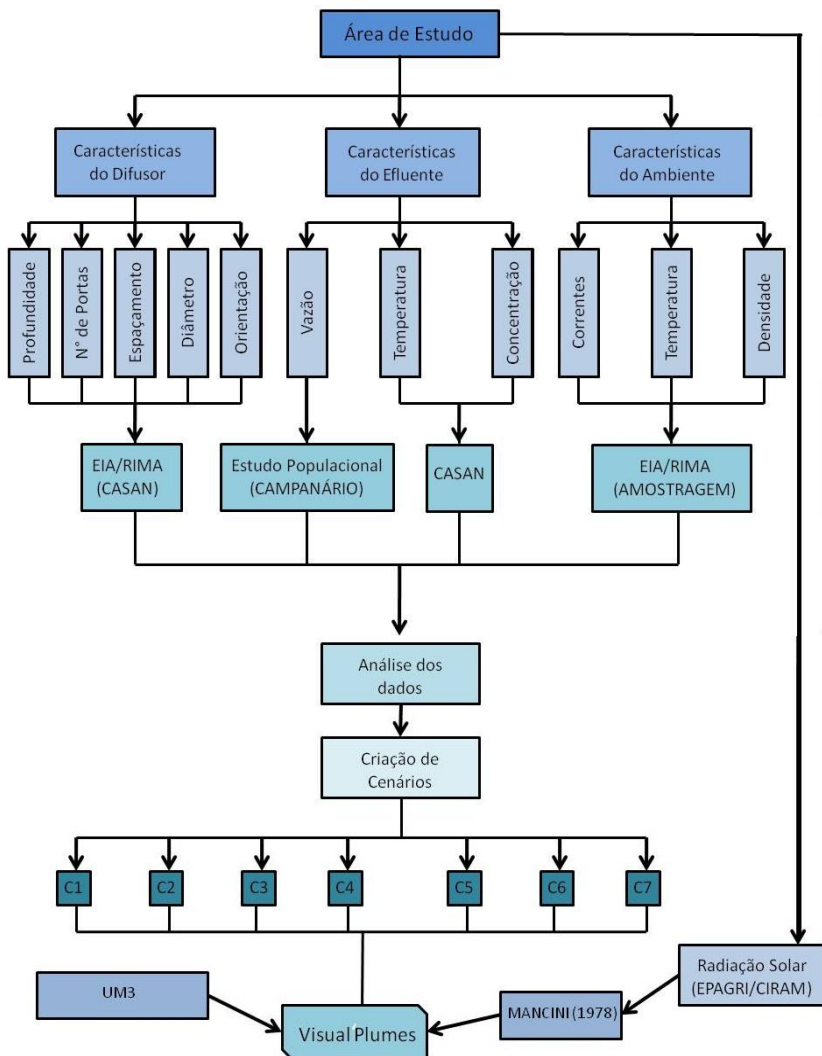 Área de Estudo
Características
do Difusor
Características
do Efluente
Características
do Ambiente
Profundidade
N° de Portas
Espaçamento
Diâmetro
Orientação
Vazão
Temperatura
Concentração
Correntes
Temperatura
Densidade
EIA/RIMA
(CASAN)
Estudo Populacional
(CAMPANÁRIO)
CASAN
EIA/RIMA
(AMOSTRAGEM)
Análise dos
dados
Criação de
Cenários
C1
C2
C3
C4
C5
C6
C7
Radiação Solar
(EPAGRI/CIRAM)
UM3
MANCINI (1978)
Visual Plumes